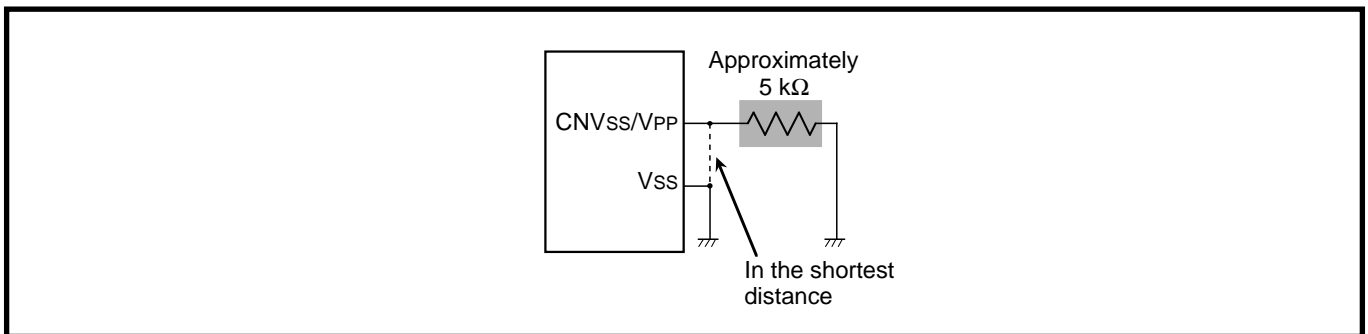 Approximately
5 kΩ
CNVSS/VPP
VSS
In the shortest
distance